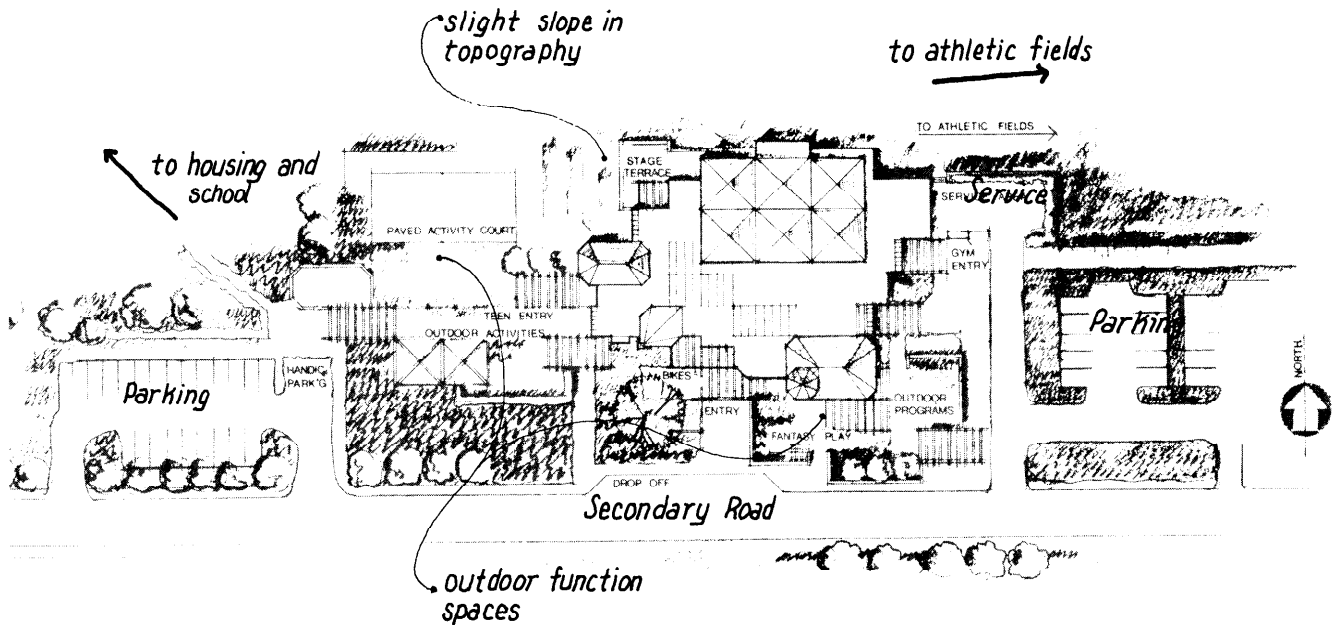 slight slope in
topography
to athletic fields
TO ATHLETIC FIELDS
to housing and
school
STAGE
TERRACE
Service
PAVED ACTIVITY COURT
GYM
ENTRY
TEEN ENTRY
OUTDOOR ACTIVITIES
Parking
HANDIC.
PARK'G
Parking
BIKES
ENTRY
OUTDOOR
PROGRAMS
FANTASY PLAY
NORTH
DROP OFF
Secondary Road
outdoor function
spaces